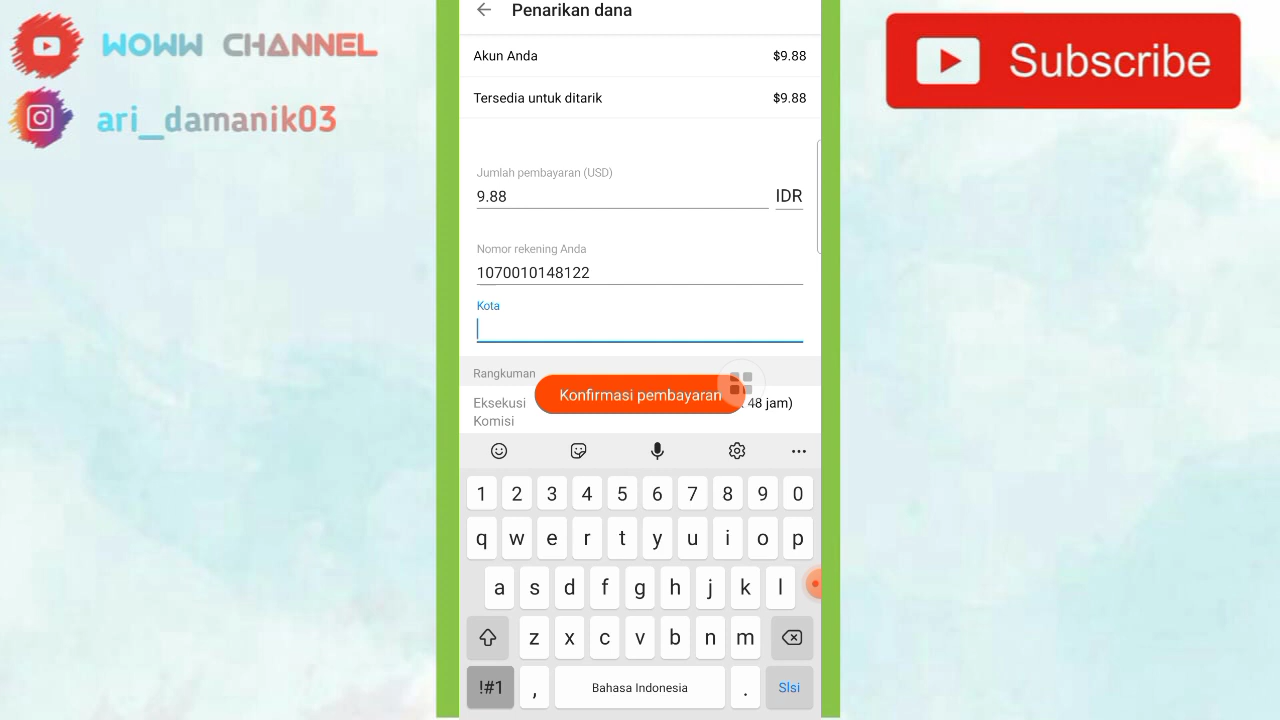 WOWW CHANNEL
ari_damanik03
Subscribe
Penarikan dana
Akun Anda $9.88
Tersedia untuk ditarik $9.88
Jumlah pembayaran (USD)
9.88 IDR
Nomor rekening Anda
1070010148122
Kota
Rangkuman
Konfirmasi pembayaran
Eksekusi 48 jam)
Komisi
1 2 3 4 5 6 7 8 9 0
q w e r t y u i o p
a s d f g h j k l
z x c v b n m
!#1 , Bahasa Indonesia . Slsi